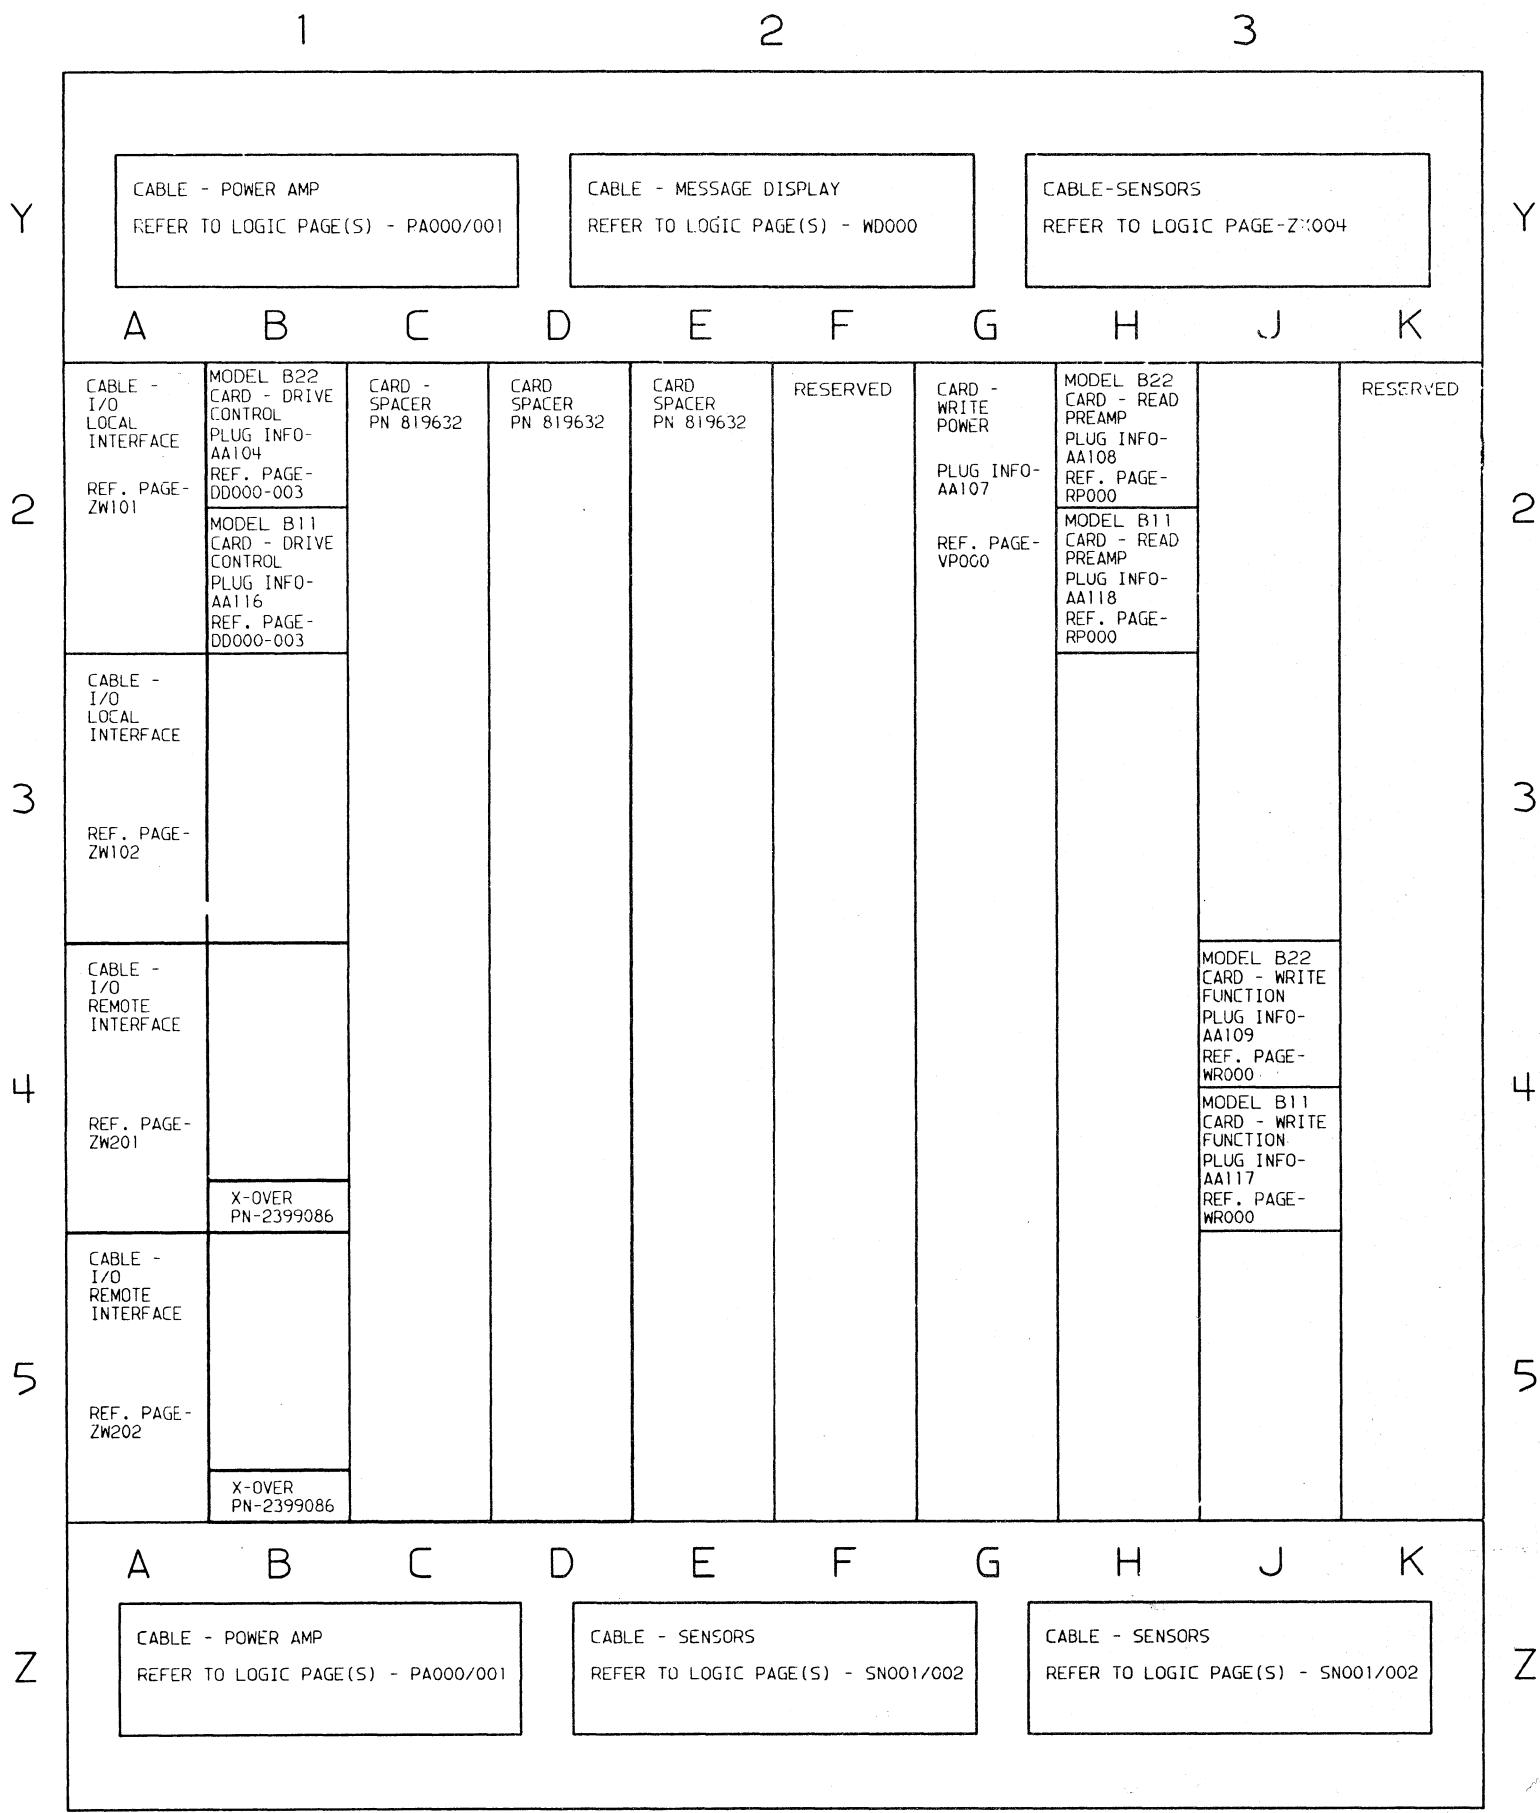 1 2 3
Y Y
CABLE - POWER AMP
REFER TO LOGIC PAGE(S) - PA000/001
CABLE - MESSAGE DISPLAY
REFER TO LOGIC PAGE(S) - WD000
CABLE-SENSORS
REFER TO LOGIC
A B C D E F G H J K
2 2
CABLE -
I/O
LOCAL
INTERFACE
REF. PAGE-
ZW101
MODEL B22
CARD - DRIVE
CONTROL
PLUG INFO-
AA104
REF. PAGE-
DD000-003
MODEL B11
CARD - DRIVE
CONTROL
PLUG INFO-
AA116
REF. PAGE-
DD000-003
CARD -
SPACER
PN 819632
CARD
SPACER
PN 819632
CARD
SPACER
PN 819632
RESERVED
CARD -
WRITE
POWER
PLUG INFO-
AA107
REF. PAGE-
VP000
MODEL B22
CARD - READ
PREAMP
PLUG INFO-
AA108
REF. PAGE-
RP000
MODEL B11
CARD - READ
PREAMP
PLUG INFO-
AA118
REF. PAGE-
RP000
RESERVED
3 3
CABLE -
I/O
LOCAL
INTERFACE
REF. PAGE-
ZW102
4 4
CABLE -
I/O
REMOTE
INTERFACE
REF. PAGE-
ZW201
X-OVER
PN-2399086
MODEL B22
CARD - WRITE
FUNCTION
PLUG INFO-
AA109
REF. PAGE-
WR000
MODEL B11
CARD - WRITE
FUNCTION
PLUG INFO-
AA117
REF. PAGE-
WR000
5 5
CABLE -
I/O
REMOTE
INTERFACE
REF. PAGE-
ZW202
X-OVER
PN-2399086
A B C D E F G H J K
Z Z
CABLE - POWER AMP
REFER TO LOGIC PAGE(S) - PA000/001
CABLE - SENSORS
REFER TO LOGIC PAGE(S) - SN001/002
CABLE - SENSORS
REFER TO LOGIC PAGE(S) - SN001/002